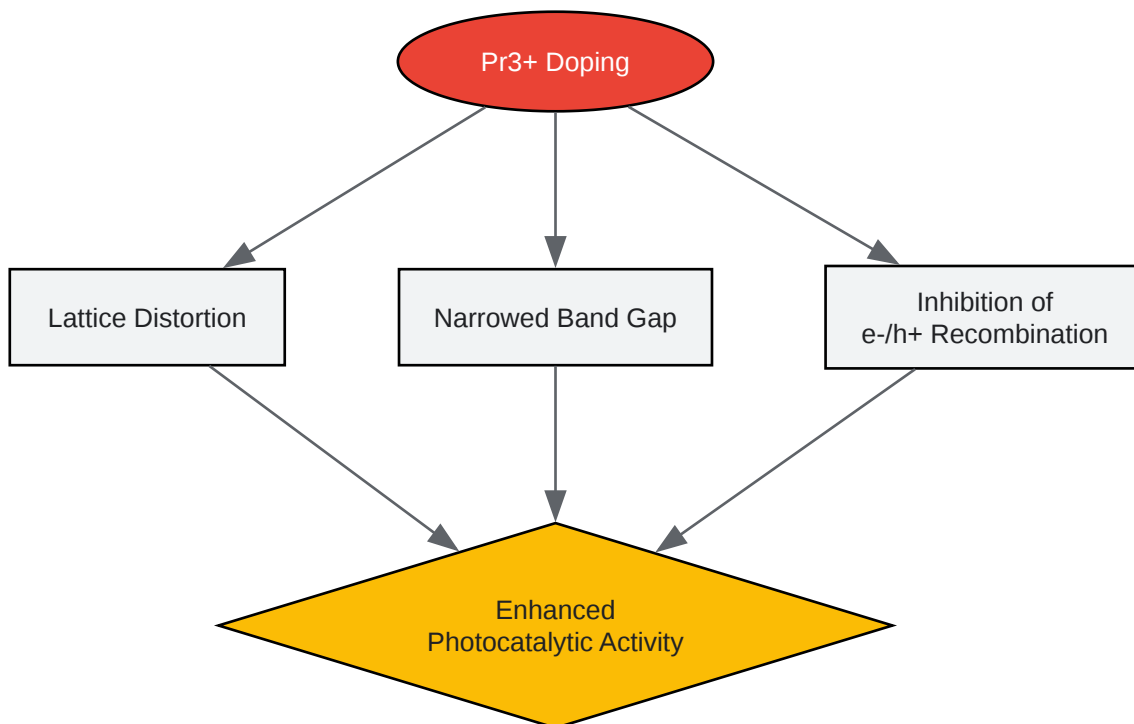 Pr3+ Doping
Lattice Distortion
Narrowed Band Gap
Inhibition of
e-/h+ Recombination
Enhanced
Photocatalytic Activity